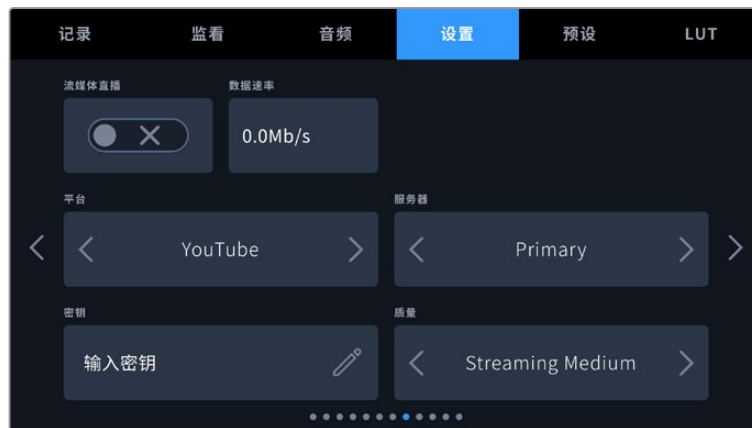 记录 监看 音频 设置 预设 LUT
流媒体直播 数据速率
0.0Mb/s
平台 服务器
YouTube Primary
密钥 质量
输入密钥 Streaming Medium